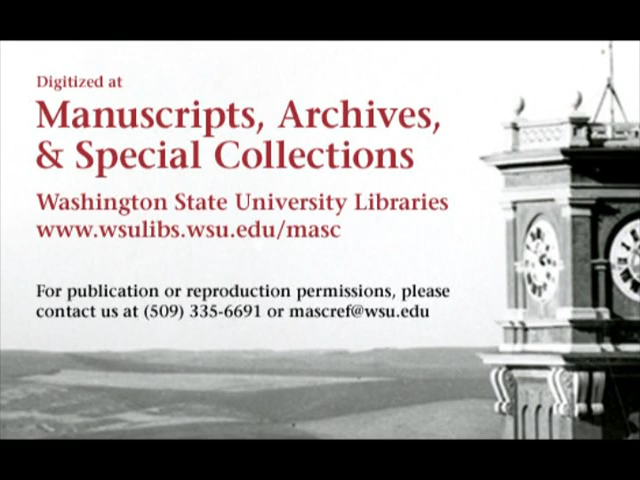 Digitized at
Manuscripts, Archives,
& Special Collections
Washington State University Libraries
www.wsulibs.wsu.edu/masc
For publication or reproduction permissions, please
contact us at (509) 335-6691 or mascref@wsu.edu